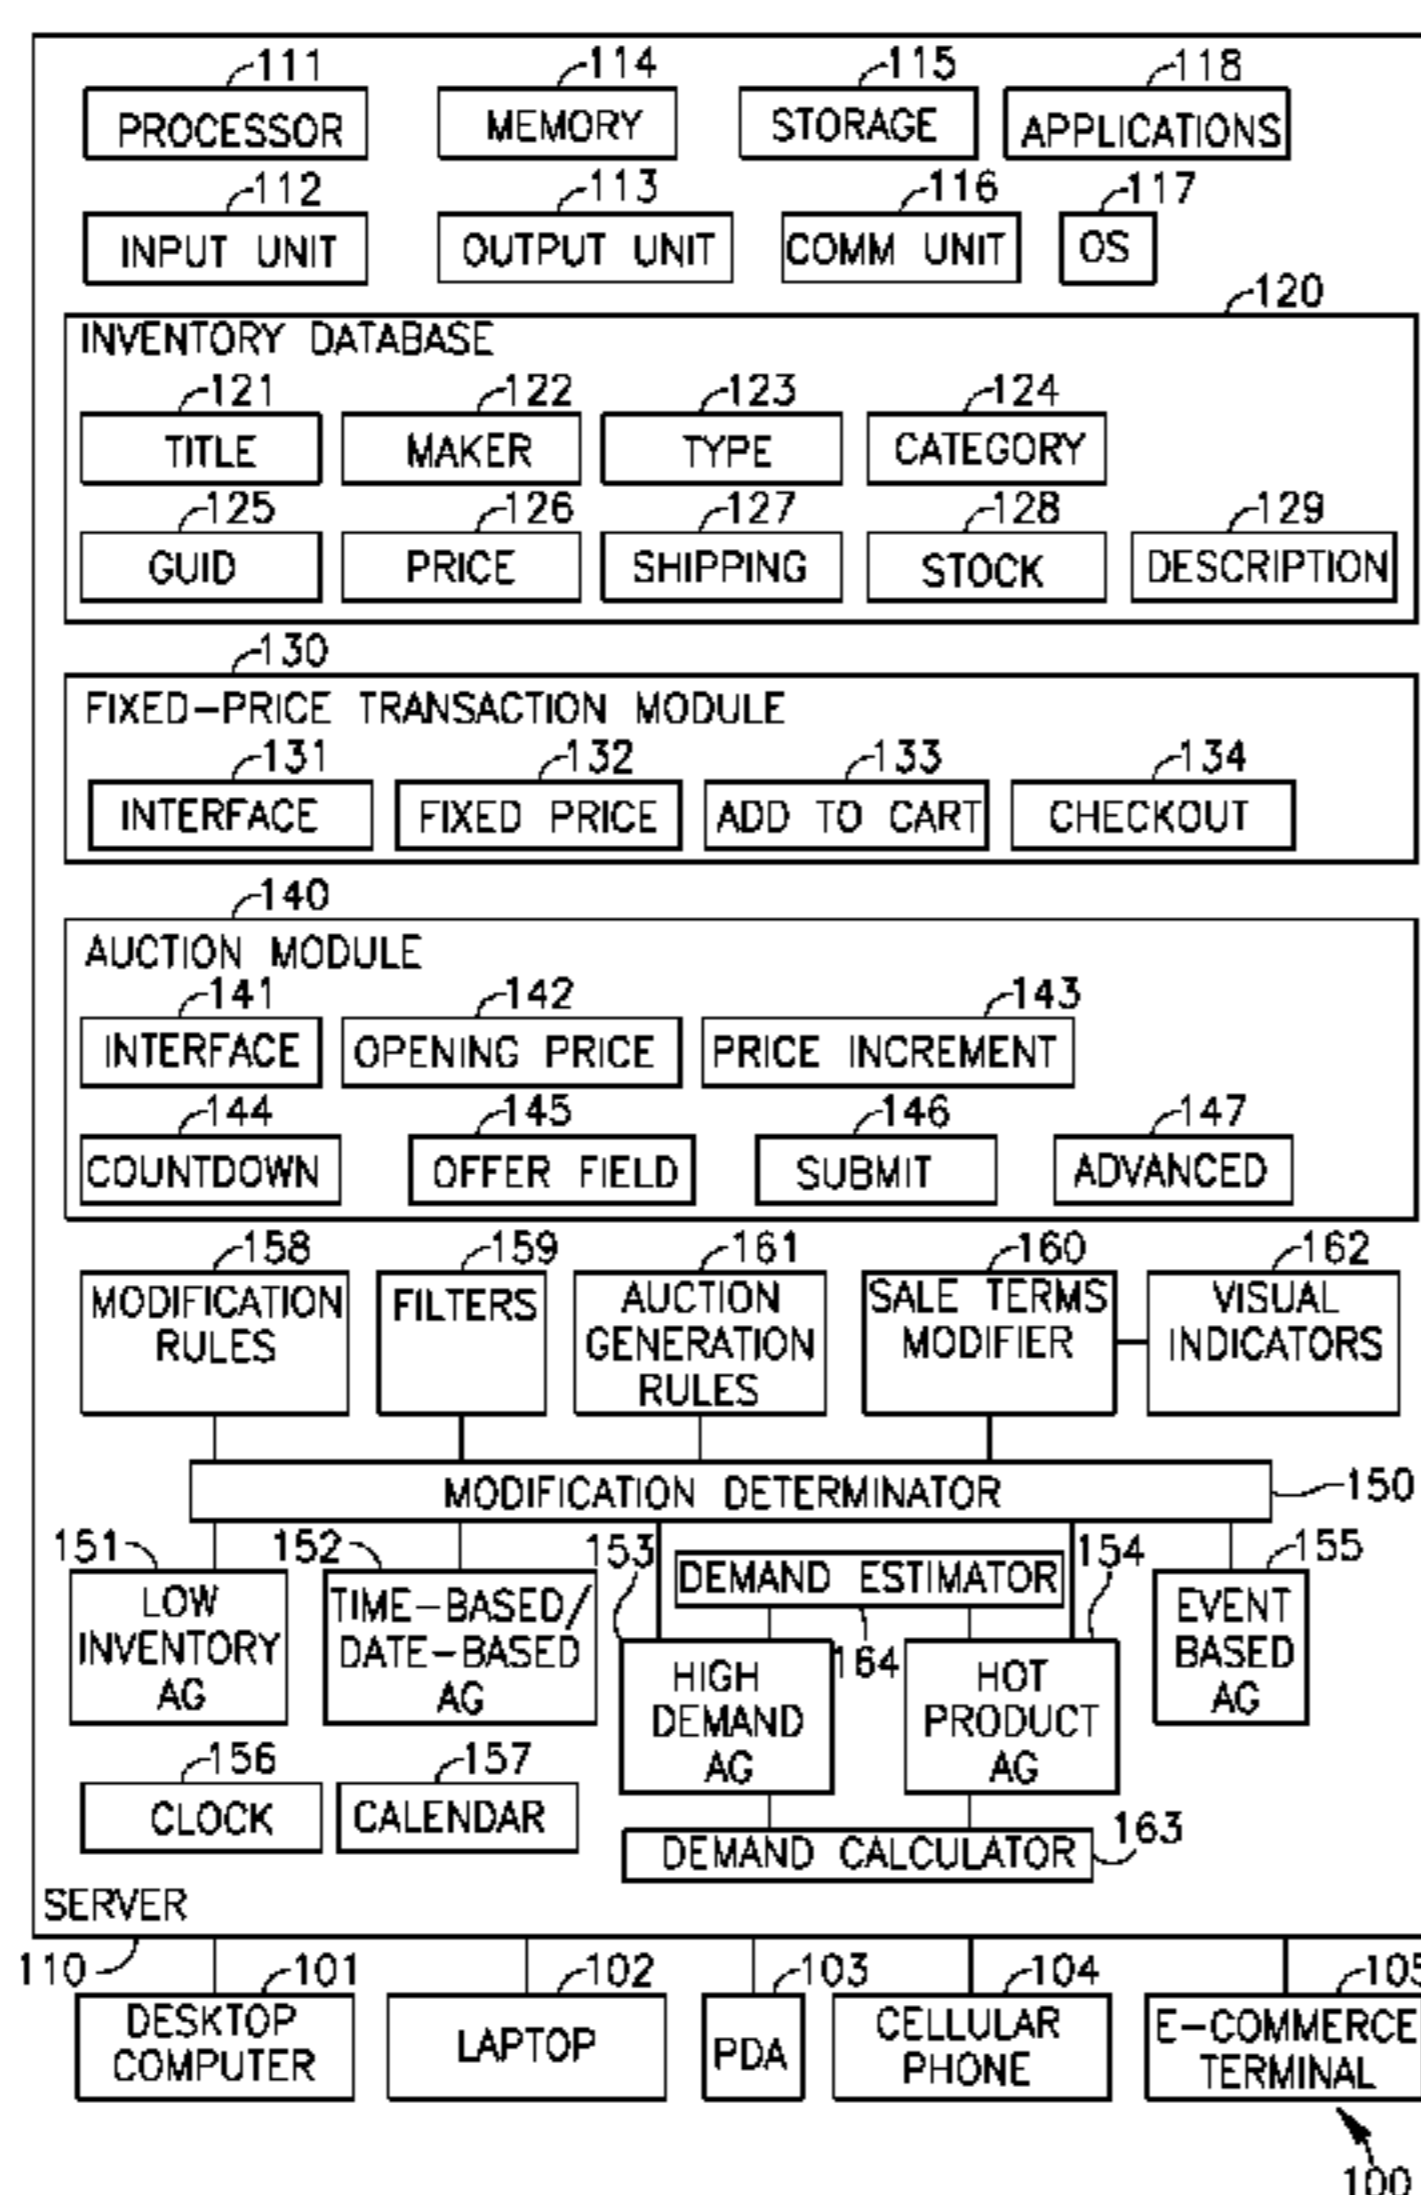 111 114 115 118
PROCESSOR MEMORY STORAGE APPLICATIONS
112 113 116 117
INPUT UNIT OUTPUT UNIT COMM UNIT OS
120
INVENTORY DATABASE
121 122 123 124
TITLE MAKER TYPE CATEGORY
125 126 127 128 129
GUID PRICE SHIPPING STOCK DESCRIPTION
130
FIXED-PRICE TRANSACTION MODULE
131 132 133 134
INTERFACE FIXED PRICE ADD TO CART CHECKOUT
140
AUCTION MODULE
141 142 143
INTERFACE OPENING PRICE PRICE INCREMENT
144 145 146 147
COUNTDOWN OFFER FIELD SUBMIT ADVANCED
158 159 161 160 162
MODIFICATION
RULES
FILTERS
AUCTION
GENERATION
RULES
SALE TERMS
MODIFIER
VISUAL
INDICATORS
MODIFICATION DETERMINATOR 150
151 152 153 154 155
DEMAND ESTIMATOR
164
LOW
INVENTORY
AG
TIME-BASED/
DATE-BASED
AG
HIGH
DEMAND
AG
HOT
PRODUCT
AG
EVENT
BASED
AG
156 157
CLOCK CALENDAR
DEMAND CALCULATOR 163
SERVER
110 101 102 103 104 105
DESKTOP
COMPUTER
LAPTOP
PDA
CELLULAR
PHONE
E-COMMERCE
TERMINAL
100